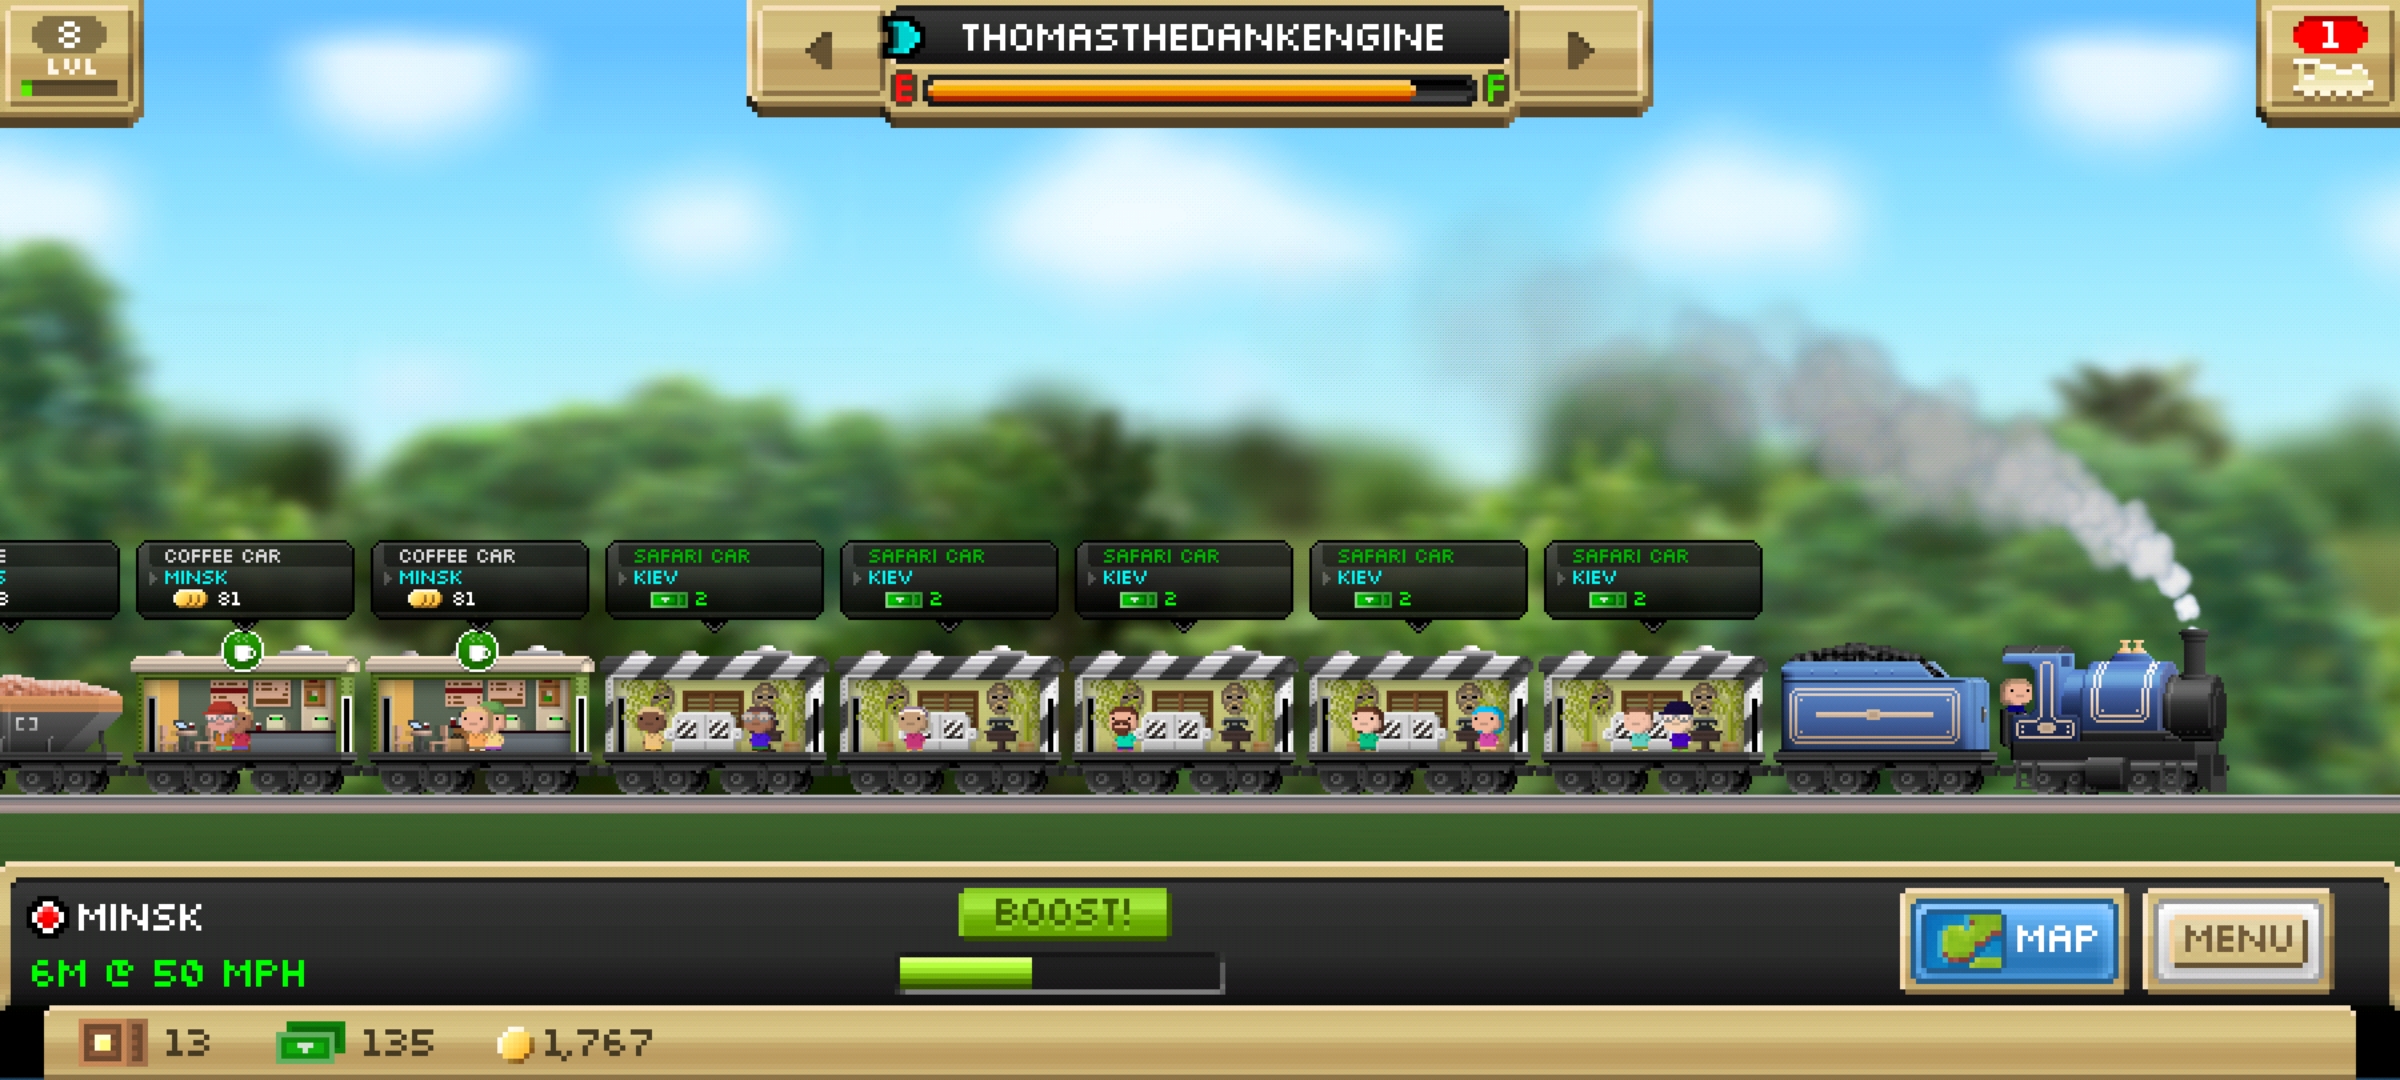 8
LVL
THOMASTHEDANKENGINE
E F
1
COFFEE CAR
MINSK
81
COFFEE CAR
MINSK
81
SAFARI CAR
KIEV
2
SAFARI CAR
KIEV
2
SAFARI CAR
KIEV
2
SAFARI CAR
KIEV
2
SAFARI CAR
KIEV
2
MINSK
6M @ 50 MPH
BOOST!
MAP
MENU
13
135
1,767